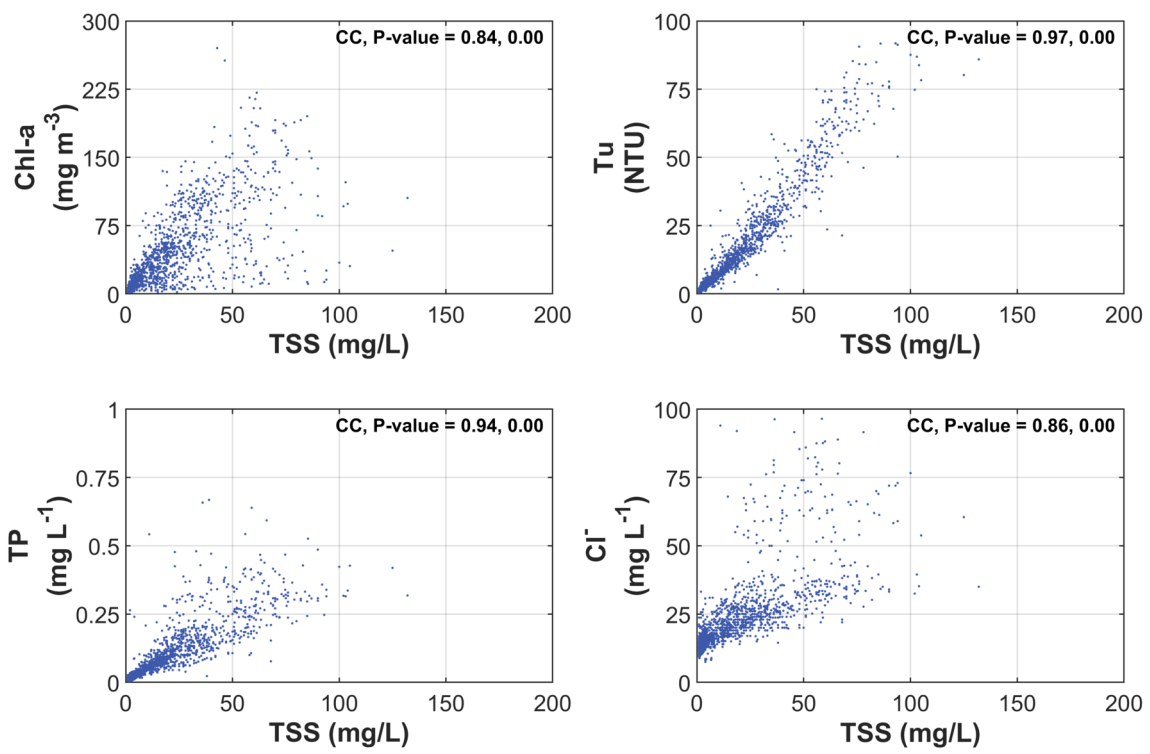 300
225
150
75
0
Chl-a
(mg m⁻³)
CC, P-value = 0.84, 0.00
0 50 100 150 200
TSS (mg/L)
100
75
50
25
0
Tu
(NTU)
CC, P-value = 0.97, 0.00
0 50 100 150 200
TSS (mg/L)
1
0.75
0.5
0.25
0
TP
(mg L⁻¹)
CC, P-value = 0.94, 0.00
0 50 100 150 200
TSS (mg/L)
100
75
50
25
0
Cl⁻
(mg L⁻¹)
CC, P-value = 0.86, 0.00
0 50 100 150 200
TSS (mg/L)